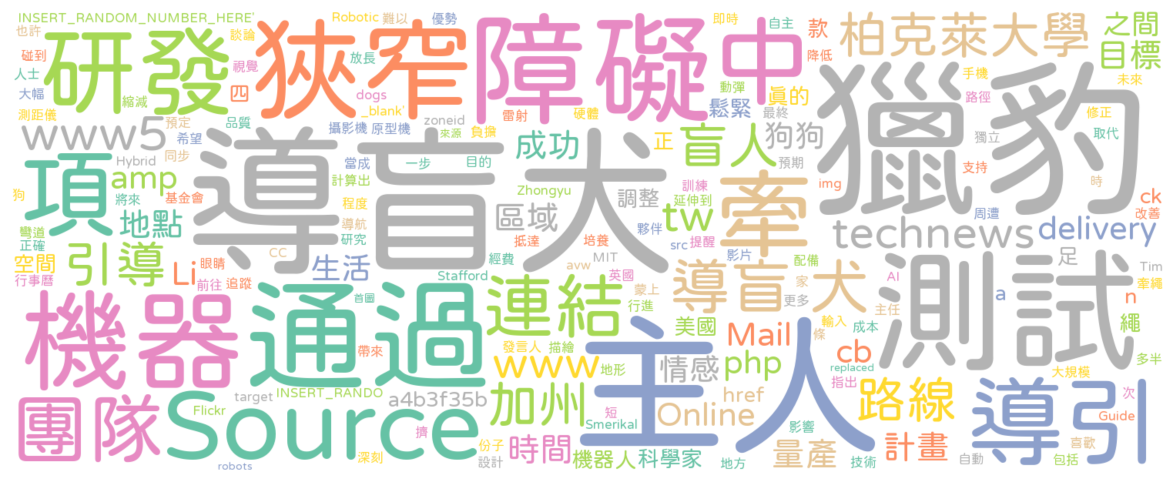 INSERT_RANDOM_NUMBER_HERE'
Robotic
難以
優勢
即時
自主
款
柏克萊大學
之間
目標
也許
談論
研發
狹窄
障礙
中
降低
碰到
人士
視覺
放長
獵豹
手機
未來
大幅
縮減
四
dogs
_blank`
雷射
硬體
動彈
鬆緊
真的
路徑
修正
測距儀
預定
品質
攝影機
原型機
zoneid
來源
負擔
最終
獨立
取代
www5
希望
導盲犬
成功
正
盲人
狗狗
同步
當成
一步
目的
預期
支持
時
項
Hybrid
amp
計算出
Zhongyu
調整
訓練
牽
img
ck
狗
將來
基金會
程度
區域
延伸到
tw
夥伴
周遭
改善
地點
導航
抵達
培養
提醒
technews
delivery
彎道
正確
研究
經費
MIT
src
影片
空間
引導
Li
眼睛
CC
生活
Stafford
avw
英國
蒙上
導盲犬
配備
測試
足
AI
Tim
行事曆
前往
追蹤
首圖
連結
行進
家
更多
主任
a
n
牽繩
機器
通過
主人
美國
Mail
條
輸入
成本
繩
發言人
描繪
帶來
www
地形
情感
php
cb
replaced
大規模
多半
團隊
Flickr
target
INSERT_RANDO
a4b3f35b
加州
href
指出
路線
導引
次
Source
短
Smerikal
Online
影響
Guide
擠
份子
時間
科學家
量產
計畫
喜歡
robots
深刻
設計
機器人
地方
技術
自動
包括